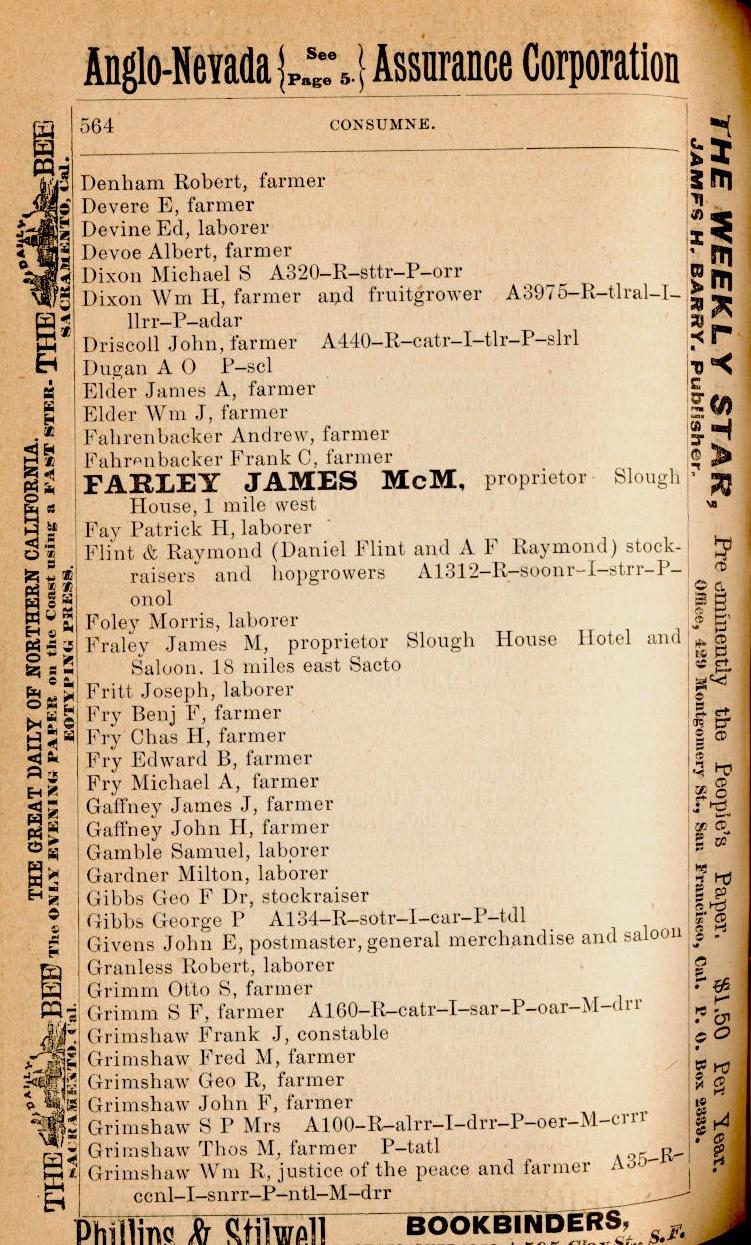 Anglo-Nevada { See Page 5. } Assurance Corporation
564 CONSUMNE.
Denham Robert, farmer
Devere E, farmer
Devine Ed, laborer
Devoe Albert, farmer
Dixon Michael S A320–R–sttr–P–orr
Dixon Wm H, farmer and fruitgrower A3975–R–tlral–I–
llrr–P–adar
Driscoll John, farmer A440–R–catr–I–tlr–P–slrl
Dugan A O P–scl
Elder James A, farmer
Elder Wm J, farmer
Fahrenbacker Andrew, farmer
Fahrenbacker Frank C, farmer
FARLEY JAMES McM, proprietor Slough
House, 1 mile west
Fay Patrick H, laborer
Flint & Raymond (Daniel Flint and A F Raymond) stock-
raisers and hopgrowers A1312–R–soonr–I–strr–P–
onol
Foley Morris, laborer
Fraley James M, proprietor Slough House Hotel and
Saloon. 18 miles east Sacto
Fritt Joseph, laborer
Fry Benj F, farmer
Fry Chas H, farmer
Fry Edward B, farmer
Fry Michael A, farmer
Gaffney James J, farmer
Gaffney John H, farmer
Gamble Samuel, laborer
Gardner Milton, laborer
Gibbs Geo F Dr, stockraiser
Gibbs George P A134–R–sotr–I–car–P–tdl
Givens John E, postmaster, general merchandise and saloon
Granless Robert, laborer
Grimm Otto S, farmer
Grimm S F, farmer A160–R–catr–I–sar–P–oar–M–drr
Grimshaw Frank J, constable
Grimshaw Fred M, farmer
Grimshaw Geo R, farmer
Grimshaw John F, farmer
Grimshaw S P Mrs A100–R–alrr–I–drr–P–oer–M–crrr
Grimshaw Thos M, farmer P–tatl
Grimshaw Wm R, justice of the peace and farmer A35–R–
ccnl–I–snrr–P–ntl–M–drr
THE DAILY BEE
SACRAMENTO, Cal.
THE GREAT DAILY OF NORTHERN CALIFORNIA.
The ONLY EVENING PAPER on the Coast using a FAST STER-
EOTYPING PRESS.
THE DAILY BEE
SACRAMENTO, Cal.
THE WEEKLY STAR, Pre eminently the People's Paper. $1.50 Per Year.
JAMES H. BARRY, Publisher. Office, 429 Montgomery St., San Francisco, Cal. P. O. Box 2339.
Phillips & Stilwell BOOKBINDERS,
505 Clay St., S.F.